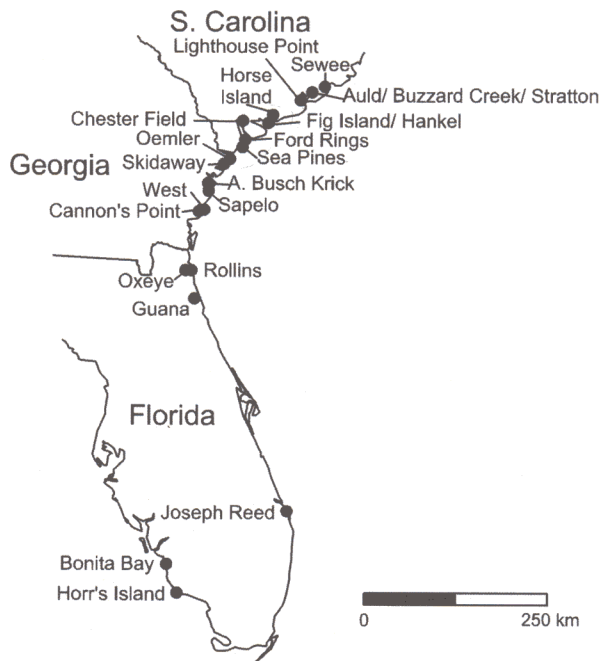 S. Carolina
Lighthouse Point
Sewee
Horse
Island
Auld/ Buzzard Creek/ Stratton
Chester Field
Fig Island/ Hankel
Oemler
Ford Rings
Georgia
Skidaway
Sea Pines
West
A. Busch Krick
Cannon's Point
Sapelo
Oxeye
Rollins
Guana
Florida
Joseph Reed
Bonita Bay
Horr's Island
0
250 km